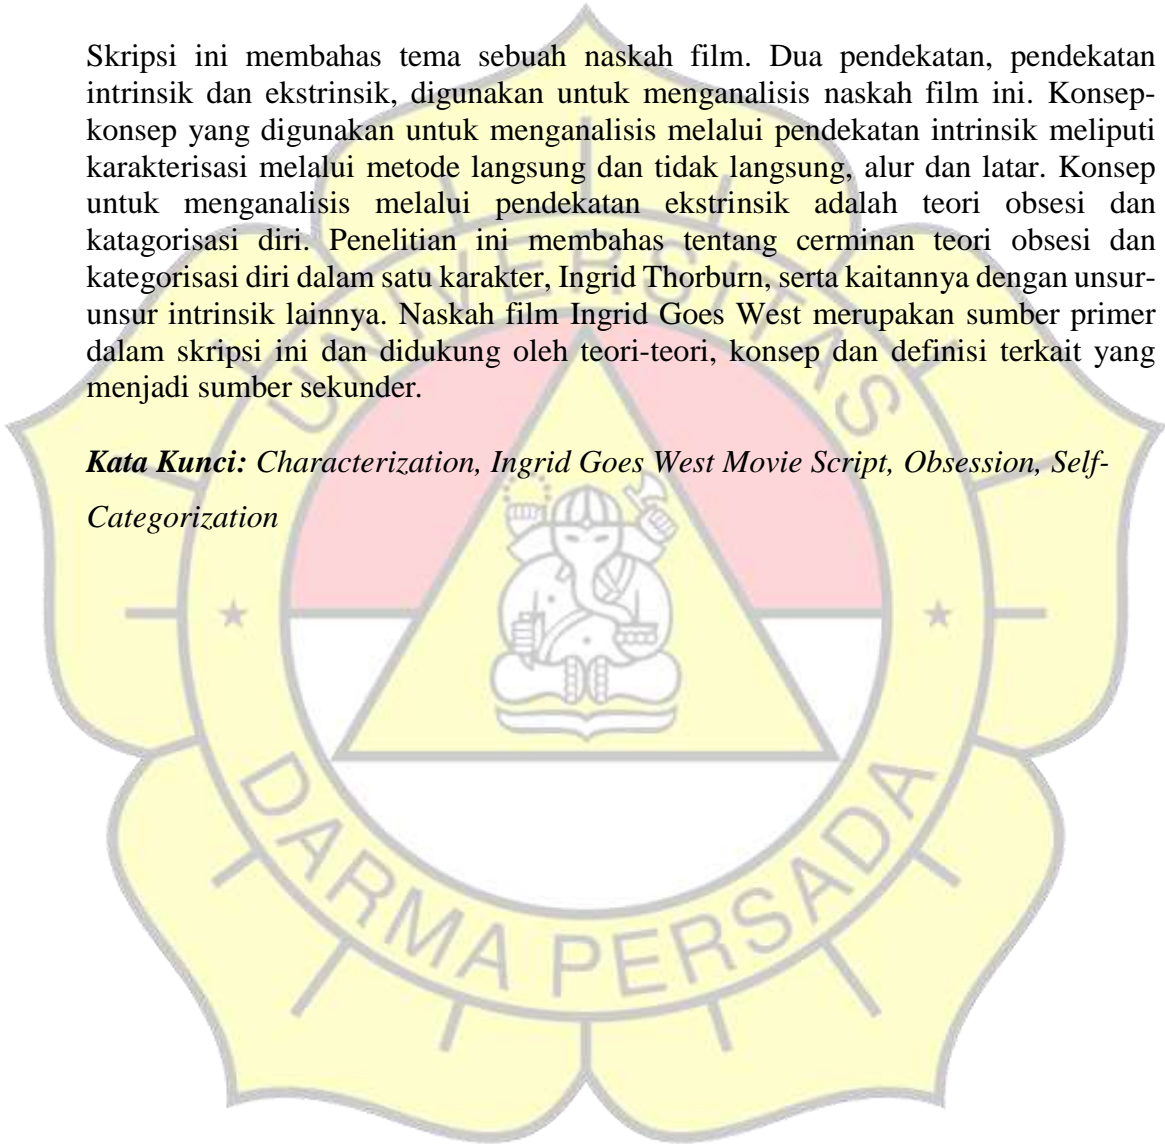 Skripsi ini membahas tema sebuah naskah film. Dua pendekatan, pendekatan
intrinsik dan ekstrinsik, digunakan untuk menganalisis naskah film ini. Konsep-
konsep yang digunakan untuk menganalisis melalui pendekatan intrinsik meliputi
karakterisasi melalui metode langsung dan tidak langsung, alur dan latar. Konsep
untuk menganalisis melalui pendekatan ekstrinsik adalah teori obsesi dan
katagorisasi diri. Penelitian ini membahas tentang cerminan teori obsesi dan
kategorisasi diri dalam satu karakter, Ingrid Thorburn, serta kaitannya dengan unsur-
unsur intrinsik lainnya. Naskah film Ingrid Goes West merupakan sumber primer
dalam skripsi ini dan didukung oleh teori-teori, konsep dan definisi terkait yang
menjadi sumber sekunder.
Kata Kunci: Characterization, Ingrid Goes West Movie Script, Obsession, Self-
Categorization
UNIVERSITAS
DARMA PERSADA